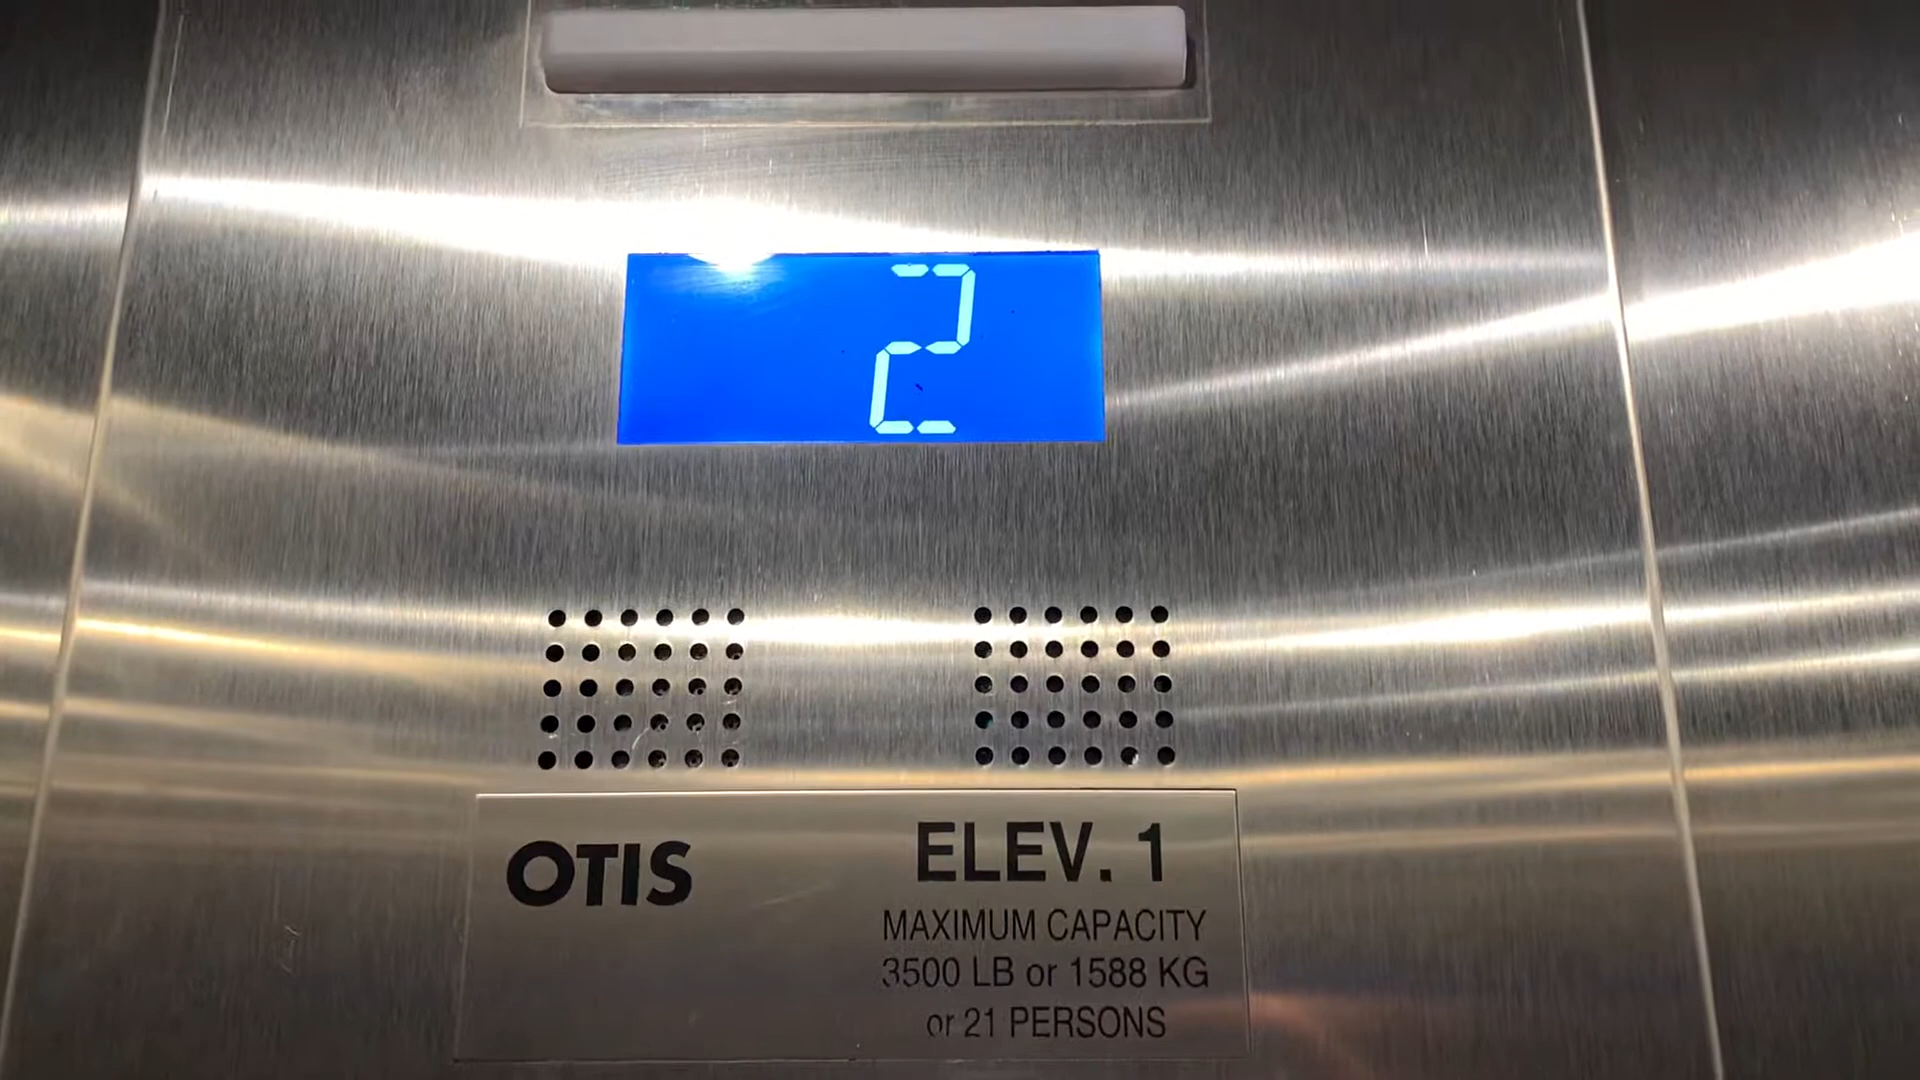 2
OTIS
ELEV. 1
MAXIMUM CAPACITY
3500 LB or 1588 KG
or 21 PERSONS